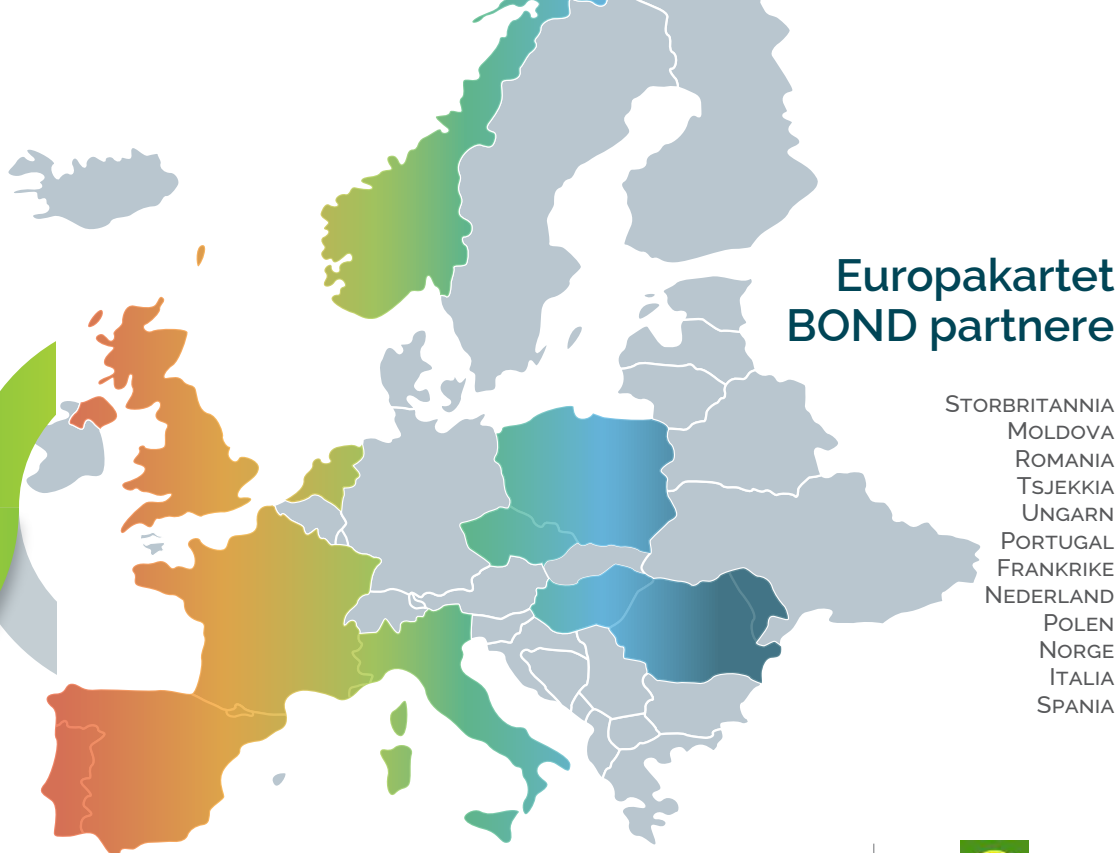 Europakartet
BOND partnere
STORBRITANNIA
MOLDOVA
ROMANIA
TSJEKKIA
UNGARN
PORTUGAL
FRANKRIKE
NEDERLAND
POLEN
NORGE
ITALIA
SPANIA